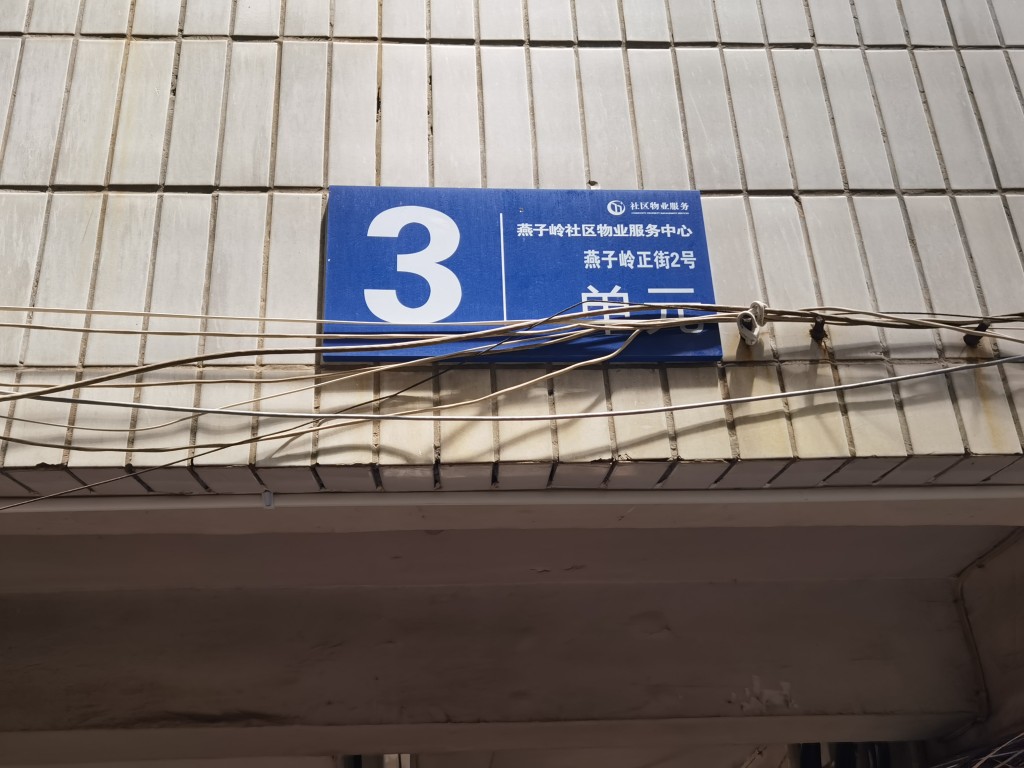 3
社区物业服务
燕子岭社区物业服务中心
燕子岭正街2号
单元